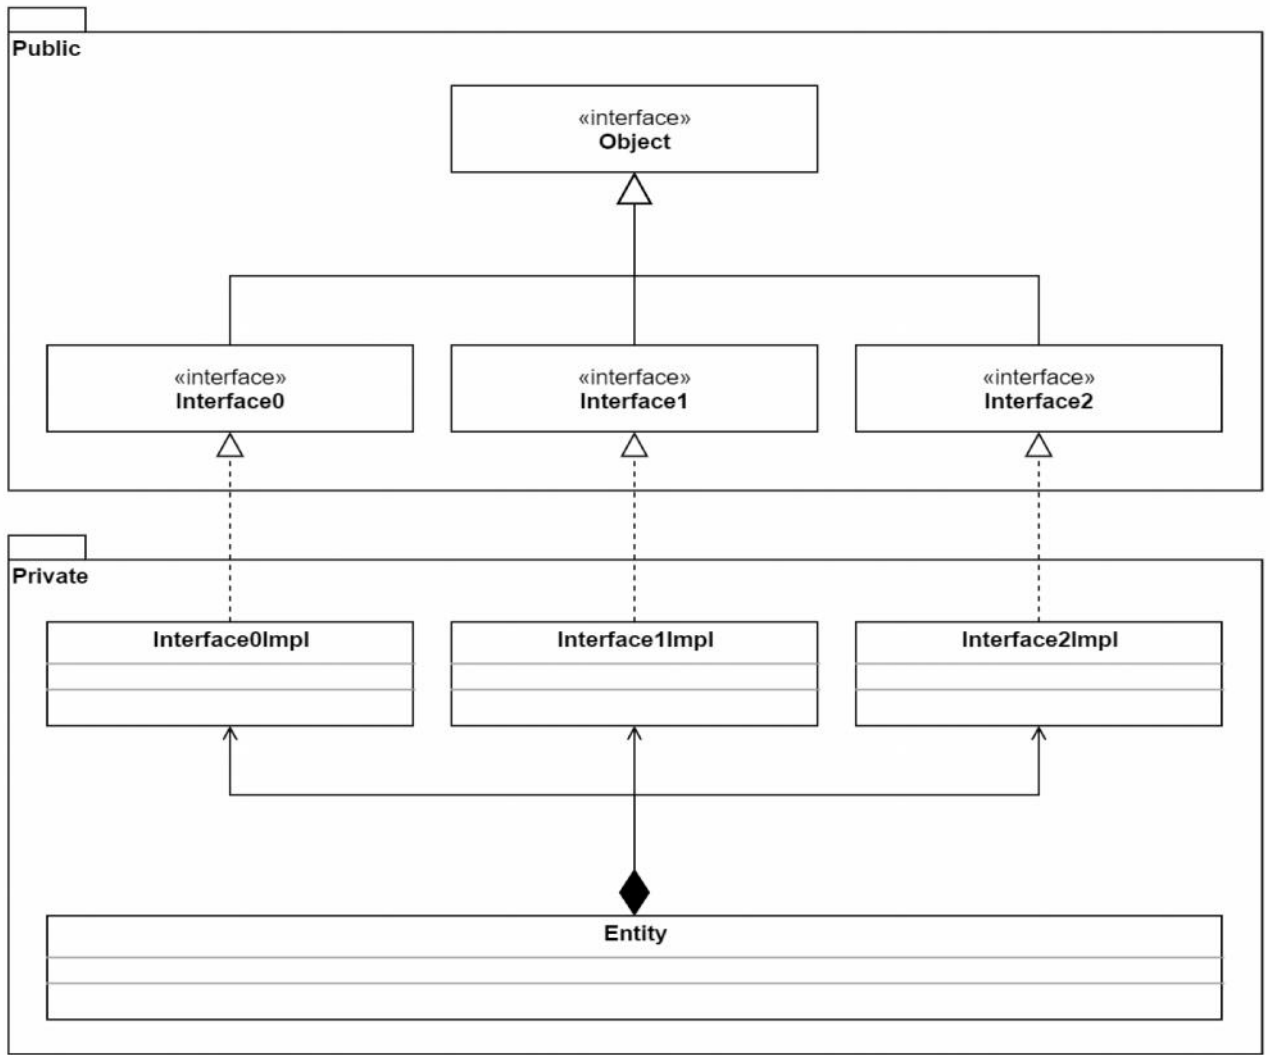 Public
«interface»
Object
«interface»
Interface0
«interface»
Interface1
«interface»
Interface2
Private
Interface0Impl
Interface1Impl
Interface2Impl
Entity